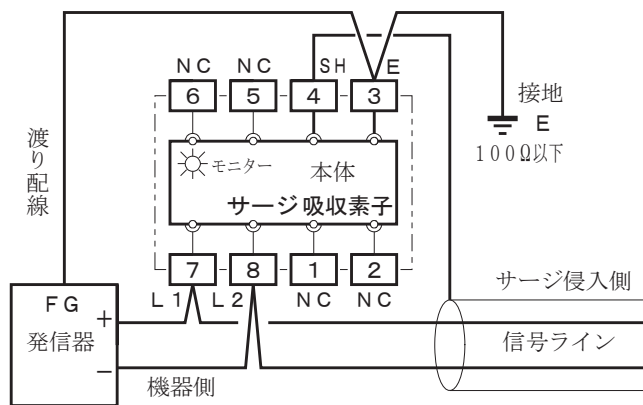 NC NC SH E
6 5 4 3
接地
E
100Ω以下
渡り配線
モニター 本体
サージ吸収素子
7 8 1 2
L1 L2 NC NC
サージ侵入側
FG
+
発信器
信号ライン
−
機器側